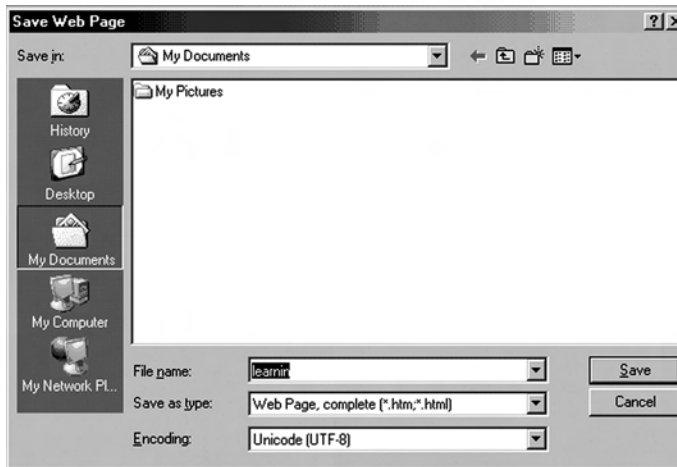 Save Web Page
Save in: My Documents
My Pictures
History
Desktop
My Documents
My Computer
My Network Pl...
File name: learnin
Save
Save as type: Web Page, complete (*.htm;*.html)
Cancel
Encoding: Unicode (UTF-8)